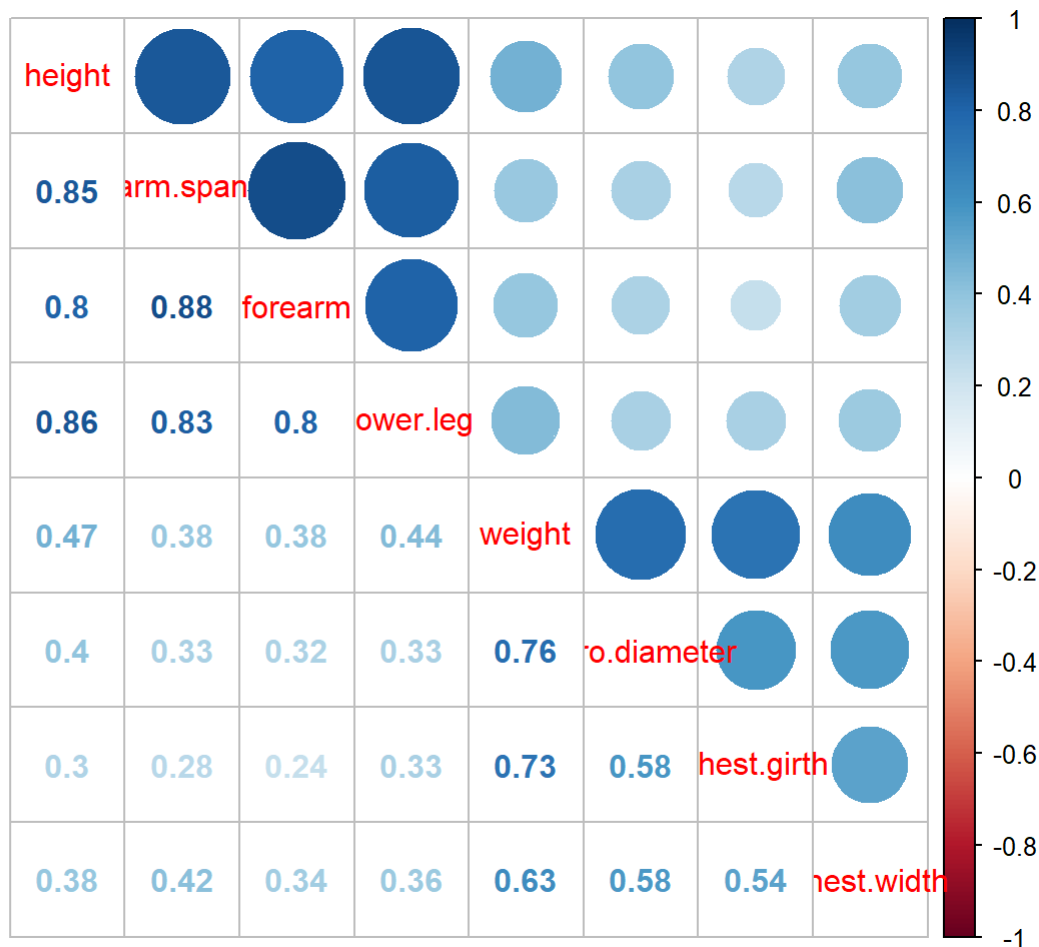 height
0.85 arm.span
0.8 0.88 forearm
0.86 0.83 0.8 ower.leg
0.47 0.38 0.38 0.44 weight
0.4 0.33 0.32 0.33 0.76 ro.diameter
0.3 0.28 0.24 0.33 0.73 0.58 hest.girth
0.38 0.42 0.34 0.36 0.63 0.58 0.54 hest.width
1
0.8
0.6
0.4
0.2
0
-0.2
-0.4
-0.6
-0.8
-1